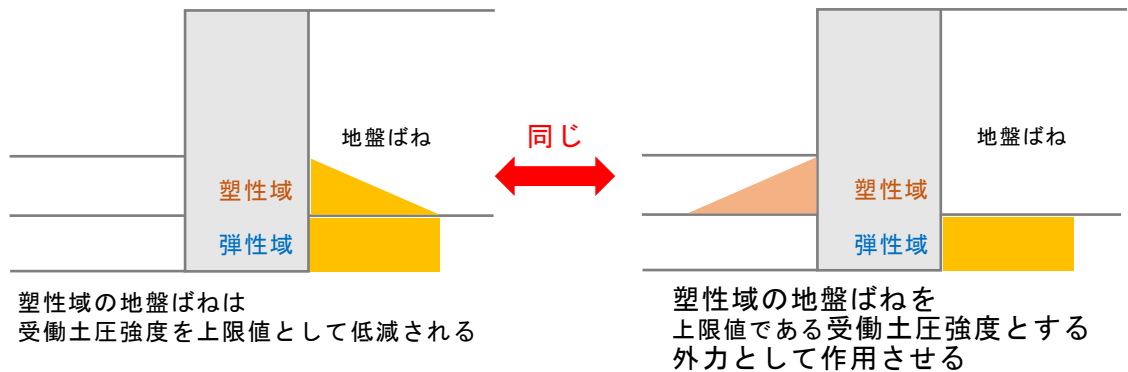 地盤ばね
塑性域
弾性域
塑性域の地盤ばねは
受働土圧強度を上限値として低減される
同じ
地盤ばね
塑性域
弾性域
塑性域の地盤ばねを
上限値である受働土圧強度とする
外力として作用させる